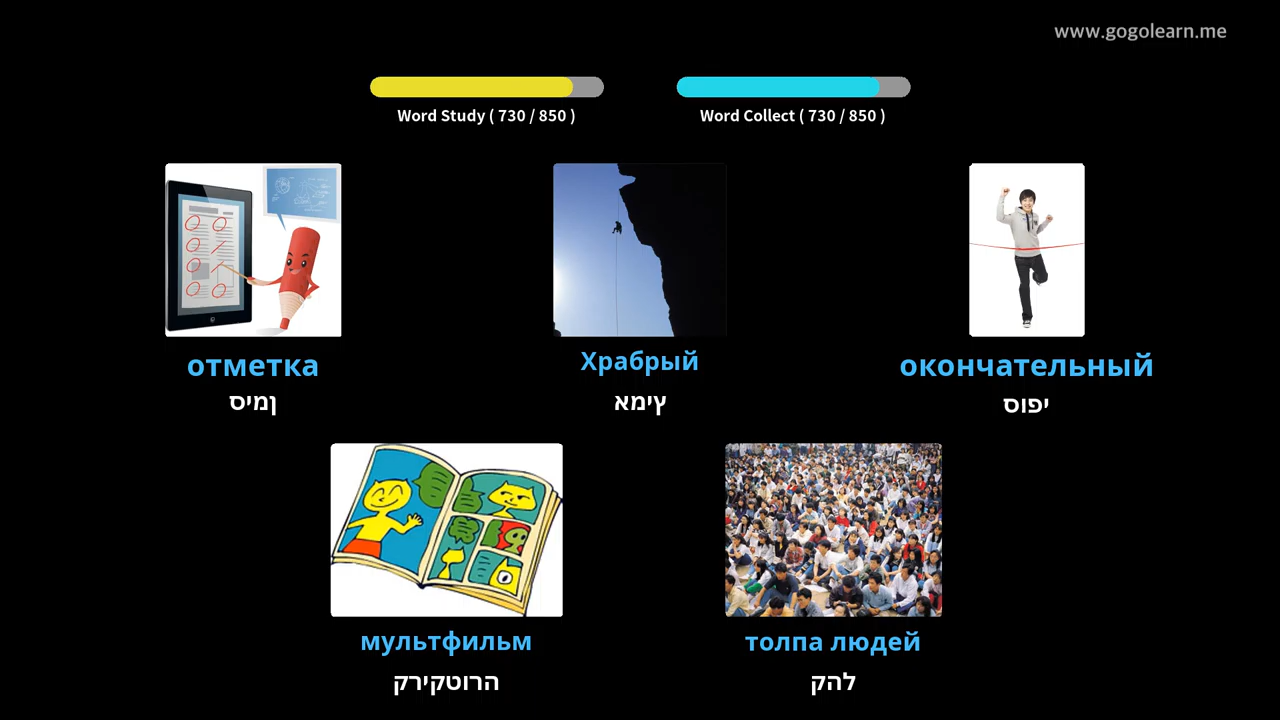 www.gogolearn.me
Word Study ( 730 / 850 )
Word Collect ( 730 / 850 )
отметка
ןמיס
Храбрый
ץימא
окончательный
יפוס
мультфильм
הרוטקירק
толпа людей
להק